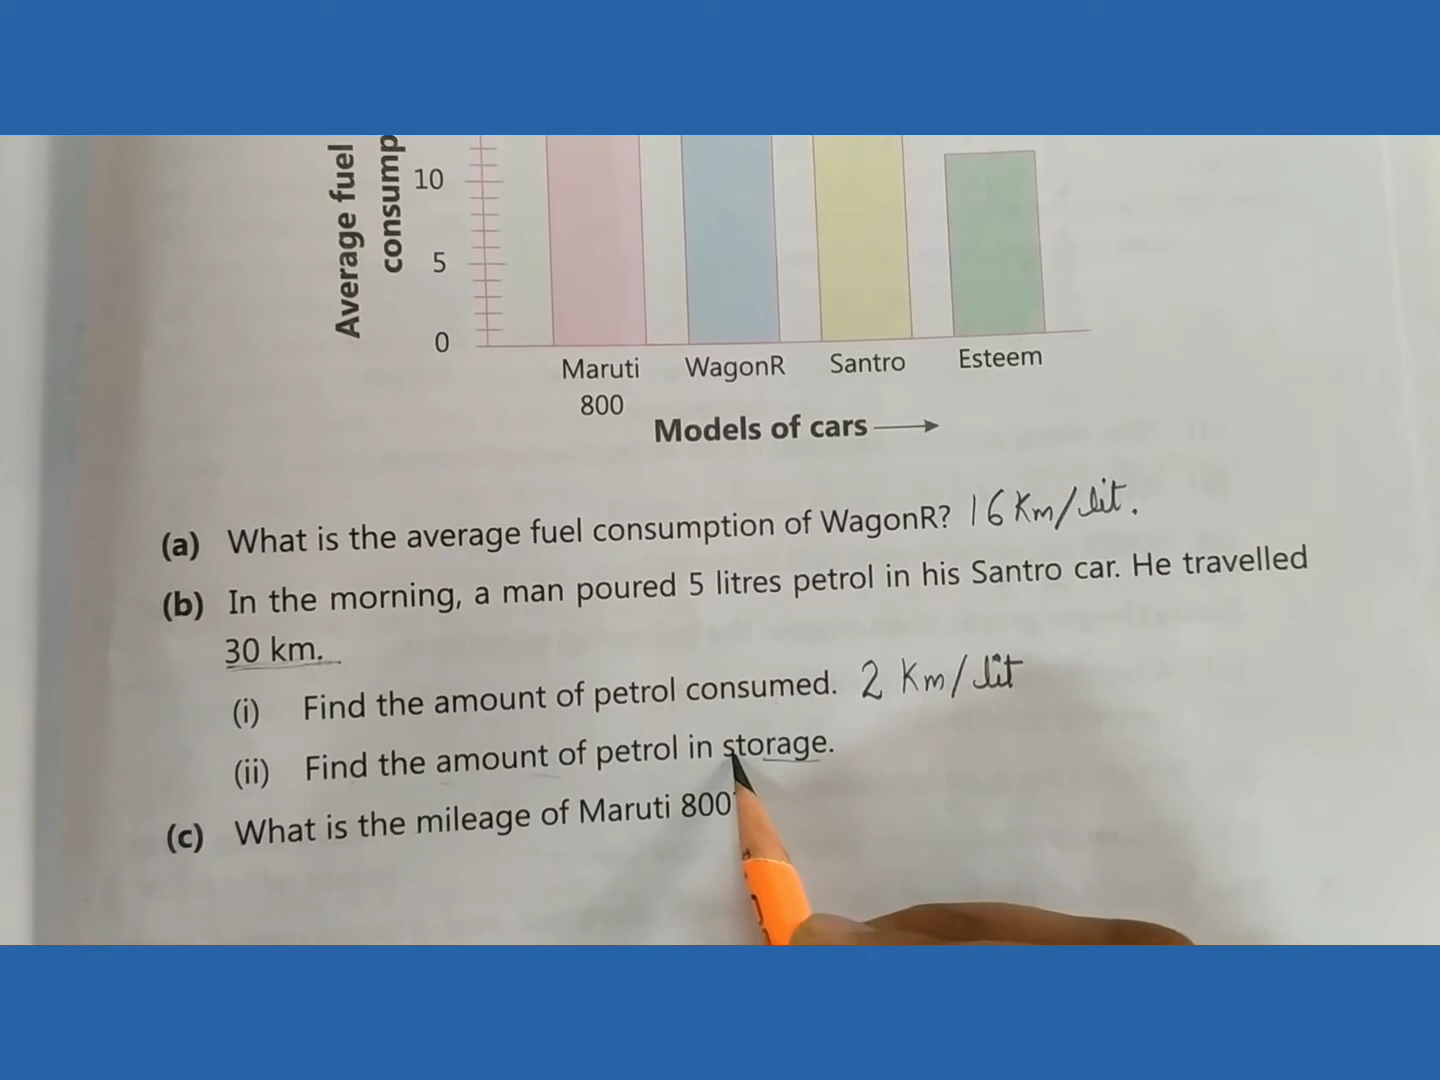 Average fuel
consump
10
5
0
Maruti
800
WagonR
Santro
Esteem
Models of cars
(a) What is the average fuel consumption of WagonR? 16 Km/lit.
(b) In the morning, a man poured 5 litres petrol in his Santro car. He travelled
30 km.
(i) Find the amount of petrol consumed. 2 Km/lit
(ii) Find the amount of petrol in storage.
(c) What is the mileage of Maruti 800